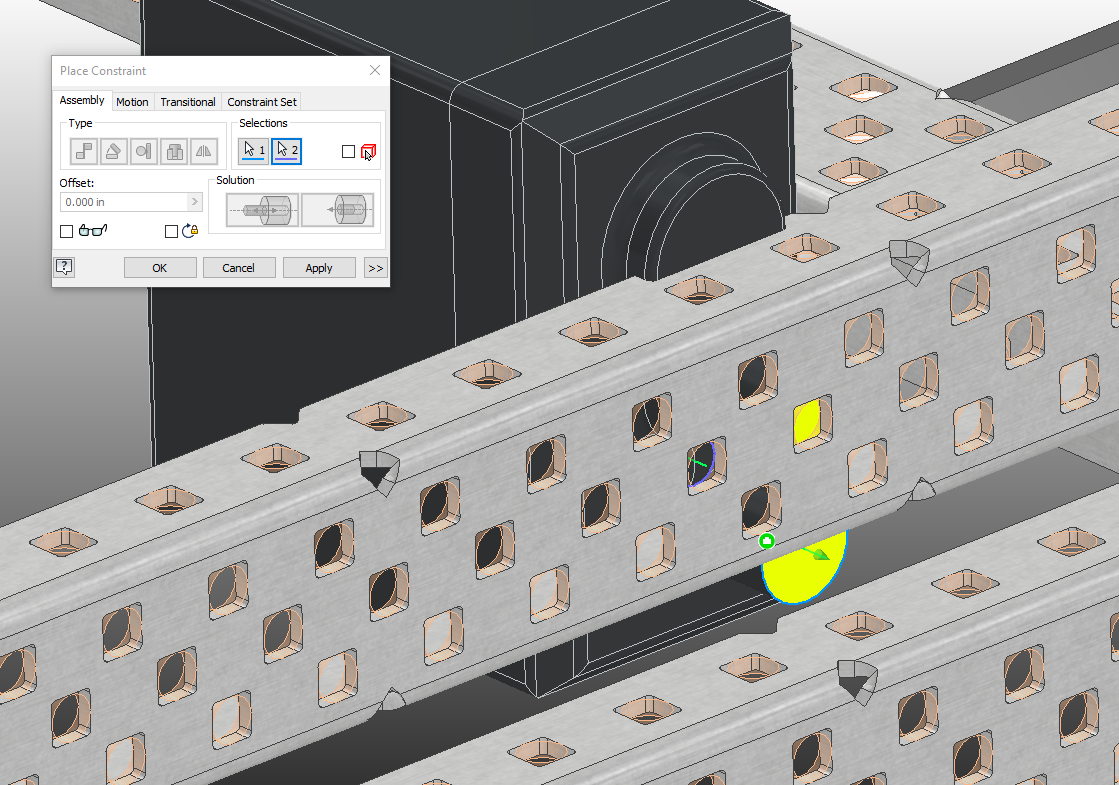 Place Constraint
Assembly Motion Transitional Constraint Set
Type
Selections
1 2
Offset:
Solution
0.000 in >
? OK Cancel Apply >>